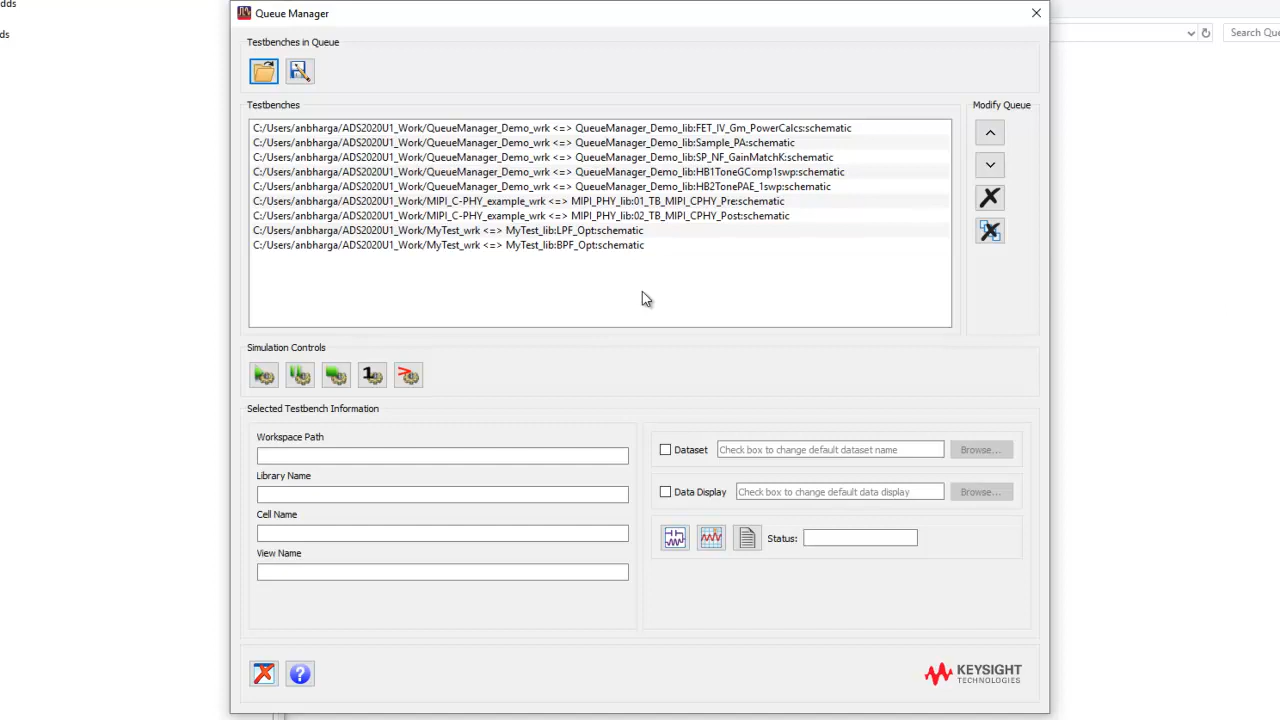 dds
ds
Queue Manager
Search Que
Testbenches in Queue
Testbenches
Modify Queue
C:/Users/anbharga/ADS2020U1_Work/QueueManager_Demo_wrk <=> QueueManager_Demo_lib:FET_IV_Gm_PowerCalcs:schematic
C:/Users/anbharga/ADS2020U1_Work/QueueManager_Demo_wrk <=> QueueManager_Demo_lib:Sample_PA:schematic
C:/Users/anbharga/ADS2020U1_Work/QueueManager_Demo_wrk <=> QueueManager_Demo_lib:SP_NF_GainMatchK:schematic
C:/Users/anbharga/ADS2020U1_Work/QueueManager_Demo_wrk <=> QueueManager_Demo_lib:HB1ToneGComp1swp:schematic
C:/Users/anbharga/ADS2020U1_Work/QueueManager_Demo_wrk <=> QueueManager_Demo_lib:HB2TonePAE_1swp:schematic
C:/Users/anbharga/ADS2020U1_Work/MIPI_C-PHY_example_wrk <=> MIPI_PHY_lib:01_TB_MIPI_CPHY_Pre:schematic
C:/Users/anbharga/ADS2020U1_Work/MIPI_C-PHY_example_wrk <=> MIPI_PHY_lib:02_TB_MIPI_CPHY_Post:schematic
C:/Users/anbharga/ADS2020U1_Work/MyTest_wrk <=> MyTest_lib:LPF_Opt:schematic
C:/Users/anbharga/ADS2020U1_Work/MyTest_wrk <=> MyTest_lib:BPF_Opt:schematic
Simulation Controls
1
Selected Testbench Information
Workspace Path
Library Name
Cell Name
View Name
Dataset Check box to change default dataset name Browse...
Data Display Check box to change default data display Browse...
Status:
?
KEYSIGHT
TECHNOLOGIES